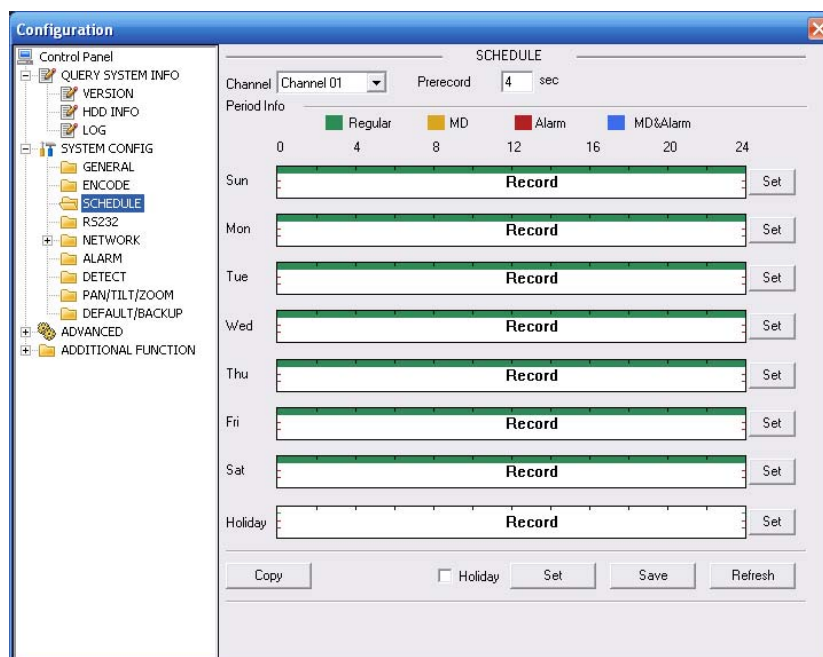 Configuration
Control Panel
QUERY SYSTEM INFO
VERSION
HDD INFO
LOG
SYSTEM CONFIG
GENERAL
ENCODE
SCHEDULE
RS232
NETWORK
ALARM
DETECT
PAN/TILT/ZOOM
DEFAULT/BACKUP
ADVANCED
ADDITIONAL FUNCTION
SCHEDULE
Channel Channel 01 Prerecord 4 sec
Period Info
Regular MD Alarm MD&Alarm
0 4 8 12 16 20 24
Sun Record Set
Mon Record Set
Tue Record Set
Wed Record Set
Thu Record Set
Fri Record Set
Sat Record Set
Holiday Record Set
Copy Holiday Set Save Refresh